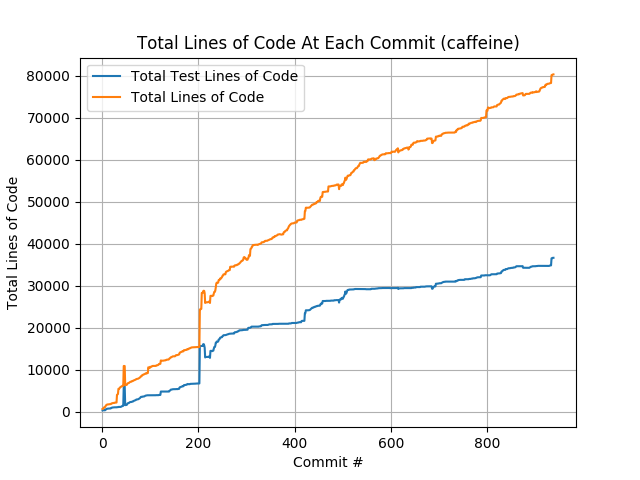 Total Lines of Code At Each Commit (caffeine)
Total Test Lines of Code
Total Lines of Code
80000
70000
60000
50000
40000
30000
20000
10000
0
Total Lines of Code
0 200 400 600 800
Commit #